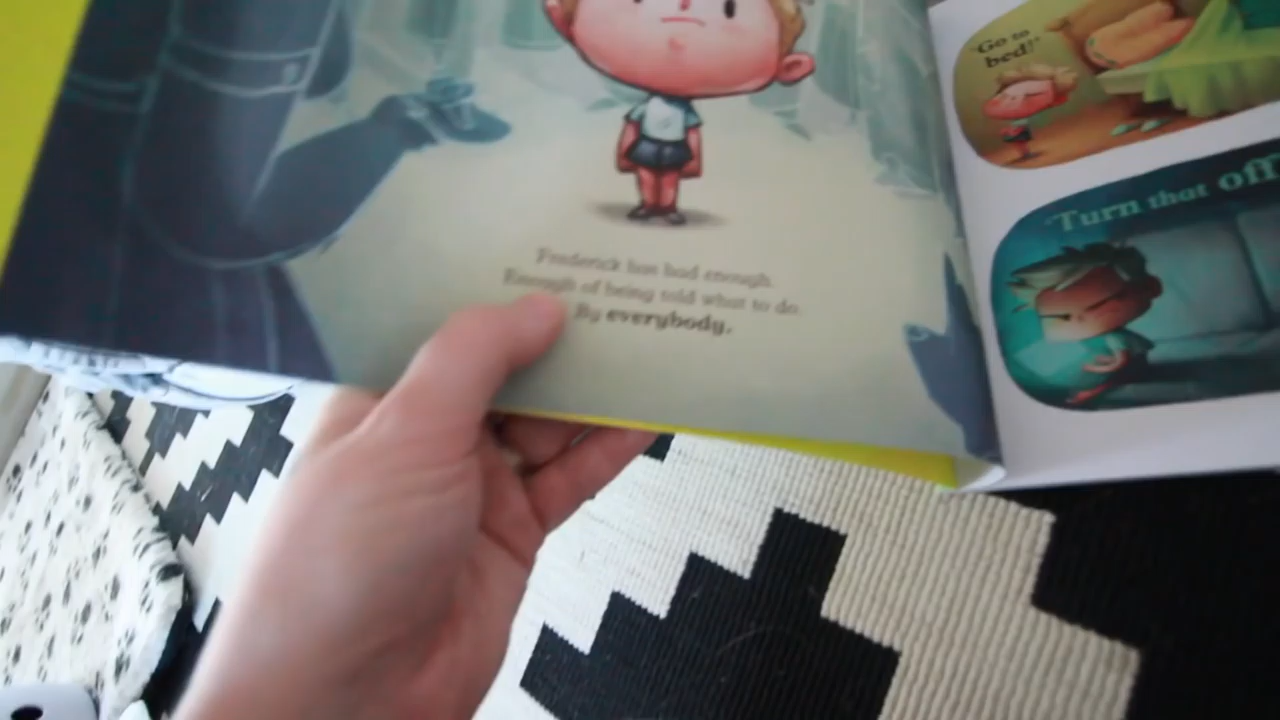 Frederick has had enough.
Enough of being told what to do.
By everybody.
"Go to
bed!"
"Turn that off